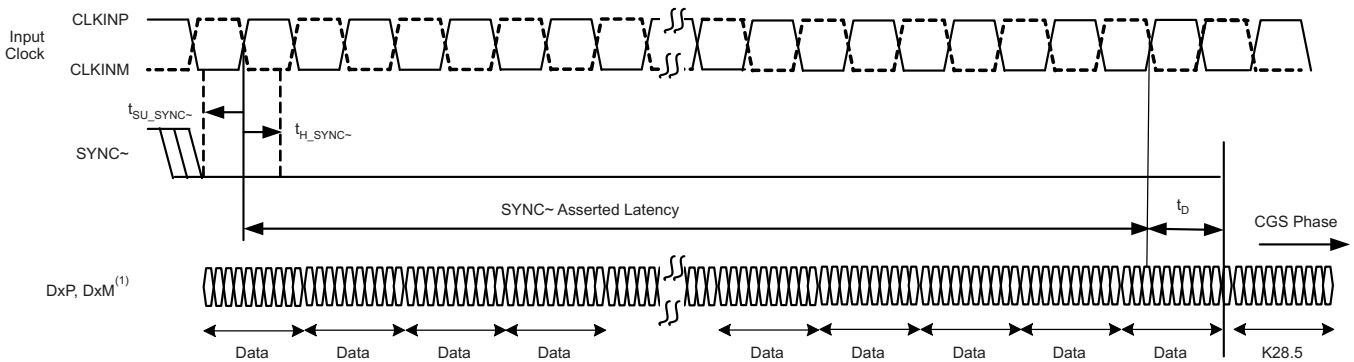 CLKINP
Input
Clock
CLKINM
tSU_SYNC~
tH_SYNC~
SYNC~
SYNC~ Asserted Latency
tD
CGS Phase
DxP, DxM(1)
Data Data Data Data Data Data Data Data Data K28.5